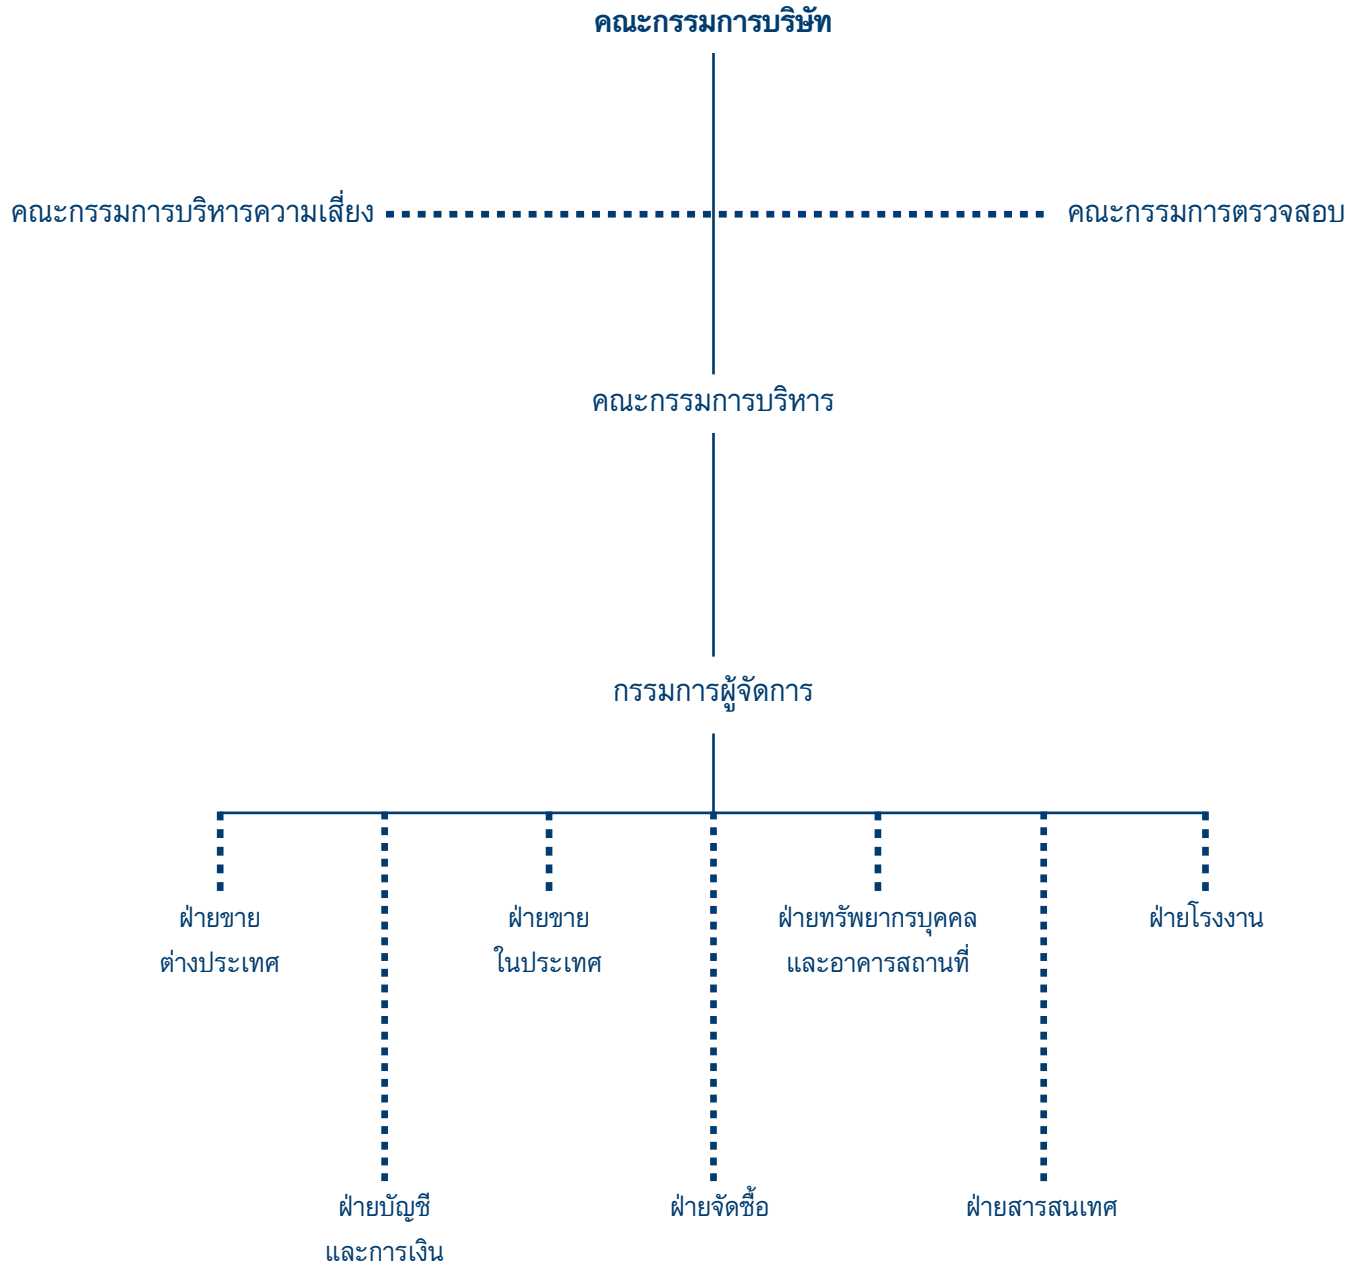 คณะกรรมการบริษัท
คณะกรรมการบริหารความเสี่ยง
คณะกรรมการตรวจสอบ
คณะกรรมการบริหาร
กรรมการผู้จัดการ
ฝ่ายขาย
ต่างประเทศ
ฝ่ายขาย
ในประเทศ
ฝ่ายทรัพยากรบุคคล
และอาคารสถานที่
ฝ่ายโรงงาน
ฝ่ายบัญชี
และการเงิน
ฝ่ายจัดซื้อ
ฝ่ายสารสนเทศ